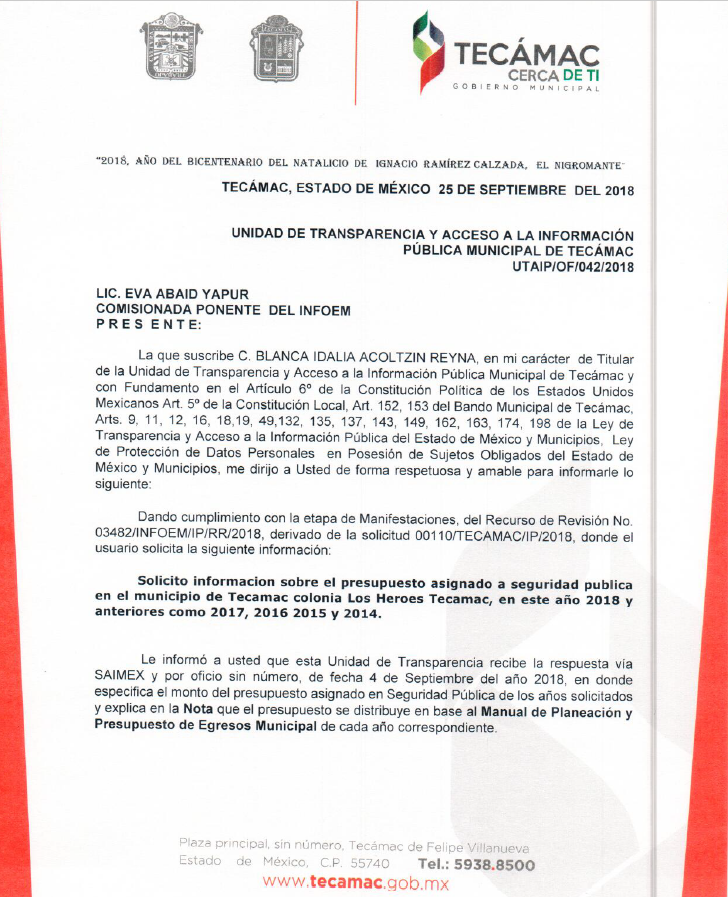 TECÁMAC
CERCA DE TI
GOBIERNO MUNICIPAL
"2018, AÑO DEL BICENTENARIO DEL NATALICIO DE IGNACIO RAMÍREZ CALZADA, EL NIGROMANTE"
TECÁMAC, ESTADO DE MÉXICO 25 DE SEPTIEMBRE DEL 2018
UNIDAD DE TRANSPARENCIA Y ACCESO A LA INFORMACIÓN
PÚBLICA MUNICIPAL DE TECÁMAC
UTAIP/OF/042/2018
LIC. EVA ABAID YAPUR
COMISIONADA PONENTE DEL INFOEM
P R E S E N T E:
La que suscribe C. BLANCA IDALIA ACOLTZIN REYNA, en mi carácter de Titular
de la Unidad de Transparencia y Acceso a la Información Pública Municipal de Tecámac y
con Fundamento en el Artículo 6º de la Constitución Política de los Estados Unidos
Mexicanos Art. 5º de la Constitución Local, Art. 152, 153 del Bando Municipal de Tecámac,
Arts. 9, 11, 12, 16, 18,19, 49,132, 135, 137, 143, 149, 162, 163, 174, 198 de la Ley de
Transparencia y Acceso a la Información Pública del Estado de México y Municipios, Ley
de Protección de Datos Personales en Posesión de Sujetos Obligados del Estado de
México y Municipios, me dirijo a Usted de forma respetuosa y amable para informarle lo
siguiente:
Dando cumplimiento con la etapa de Manifestaciones, del Recurso de Revisión No.
03482/INFOEM/IP/RR/2018, derivado de la solicitud 00110/TECAMAC/IP/2018, donde el
usuario solicita la siguiente información:
Solicito informacion sobre el presupuesto asignado a seguridad publica
en el municipio de Tecamac colonia Los Heroes Tecamac, en este año 2018 y
anteriores como 2017, 2016 2015 y 2014.
Le informó a usted que esta Unidad de Transparencia recibe la respuesta vía
SAIMEX y por oficio sin número, de fecha 4 de Septiembre del año 2018, en donde
especifica el monto del presupuesto asignado en Seguridad Pública de los años solicitados
y explica en la Nota que el presupuesto se distribuye en base al Manual de Planeación y
Presupuesto de Egresos Municipal de cada año correspondiente.
Plaza principal, sin número, Tecámac de Felipe Villanueva
Estado de México, C.P. 55740 Tel.: 5938.8500
www.tecamac.gob.mx